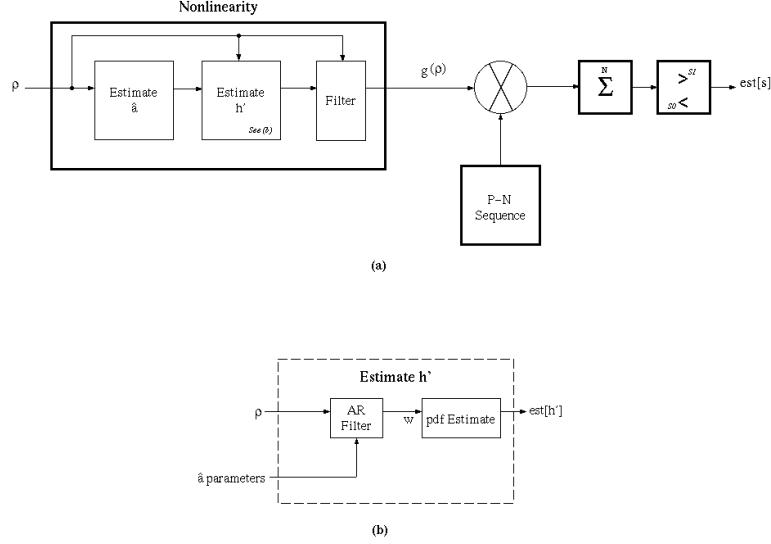 Nonlinearity
ρ
Estimate
â
Estimate
h'
See (b)
Filter
g(ρ)
P-N
Sequence
N
Σ
> S1
S0 <
est[s]
(a)
Estimate h'
ρ
AR
Filter
w
pdf Estimate
est[h']
â parameters
(b)